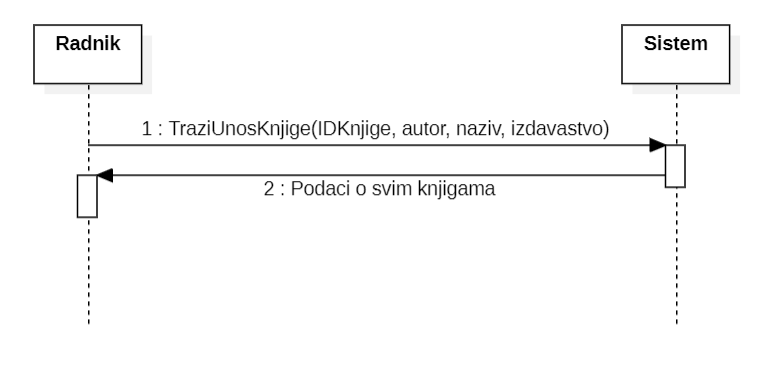 Radnik
Sistem
1 : TraziUnosKnjige(IDKnjige, autor, naziv, izdavastvo)
2 : Podaci o svim knjigama